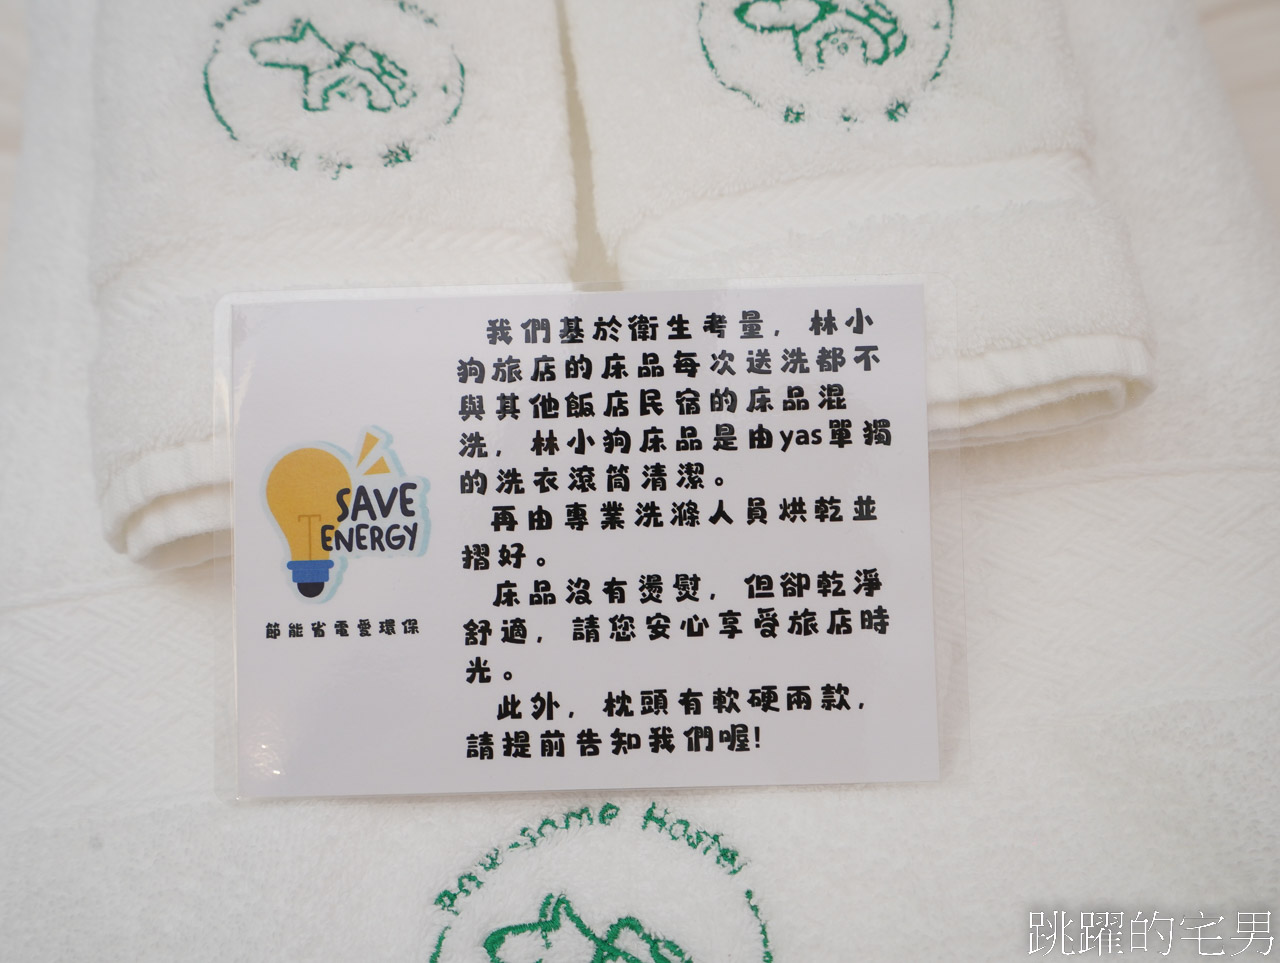 我們基於衛生考量，林小
狗旅店的床品每次送洗都不
與其他飯店民宿的床品混
洗，林小狗床品是由yas單獨
的洗衣滾筒清潔。
再由專業洗滌人員烘乾並
摺好。
床品沒有燙熨，但卻乾淨
舒適，請您安心享受旅店時
光。
此外，枕頭有軟硬兩款，
請提前告知我們喔!
SAVE
ENERGY
節能省電愛環保
Paw-Some Hostel
跳躍的宅男